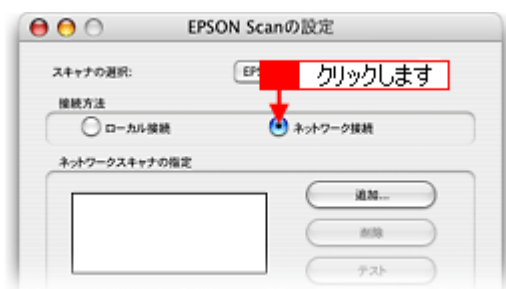 EPSON Scanの設定
スキャナの選択:
EPS
クリックします
接続方法
ローカル接続
ネットワーク接続
ネットワークスキャナの指定
追加...
削除
テスト